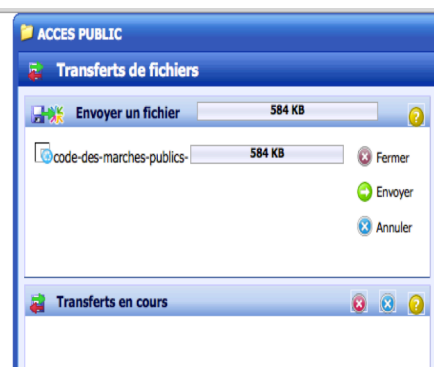 ACCES PUBLIC
Transferts de fichiers
Envoyer un fichier 584 KB ?
code-des-marches-publics- 584 KB Fermer
Envoyer
Annuler
Transferts en cours ?